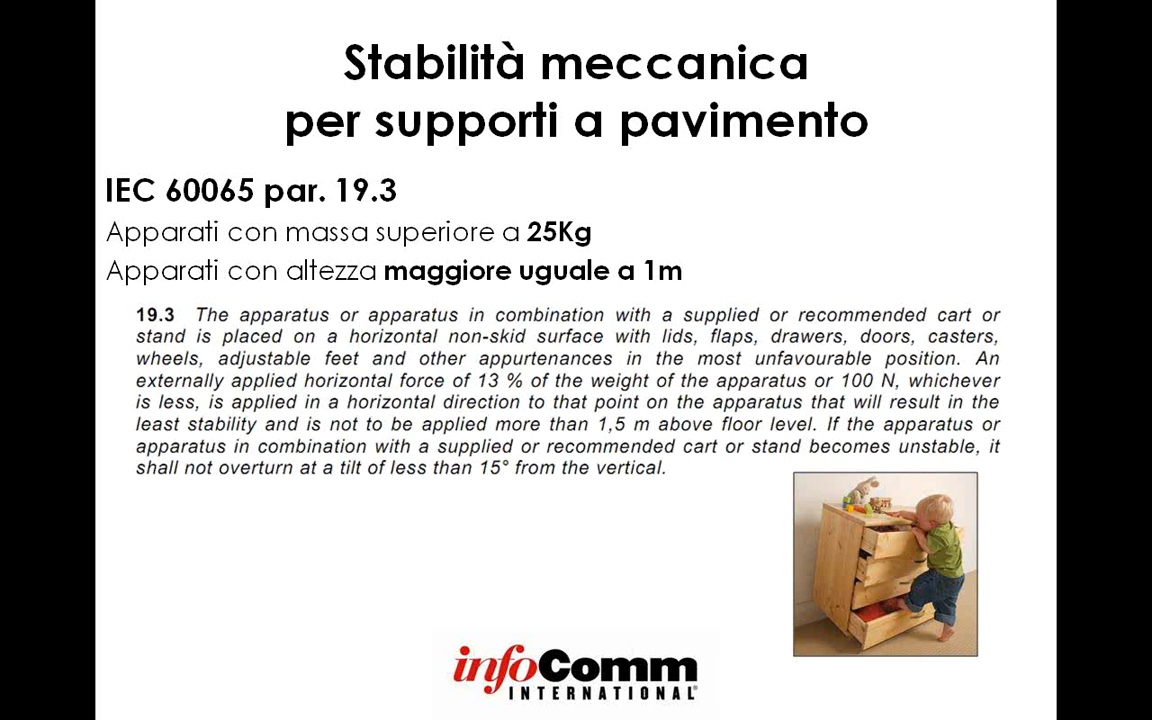 Stabilità meccanica
per supporti a pavimento
IEC 60065 par. 19.3
Apparati con massa superiore a 25Kg
Apparati con altezza maggiore uguale a 1m
19.3 The apparatus or apparatus in combination with a supplied or recommended cart or
stand is placed on a horizontal non-skid surface with lids, flaps, drawers, doors, casters,
wheels, adjustable feet and other appurtenances in the most unfavourable position. An
externally applied horizontal force of 13 % of the weight of the apparatus or 100 N, whichever
is less, is applied in a horizontal direction to that point on the apparatus that will result in the
least stability and is not to be applied more than 1,5 m above floor level. If the apparatus or
apparatus in combination with a supplied or recommended cart or stand becomes unstable, it
shall not overturn at a tilt of less than 15° from the vertical.
infoComm
INTERNATIONAL®